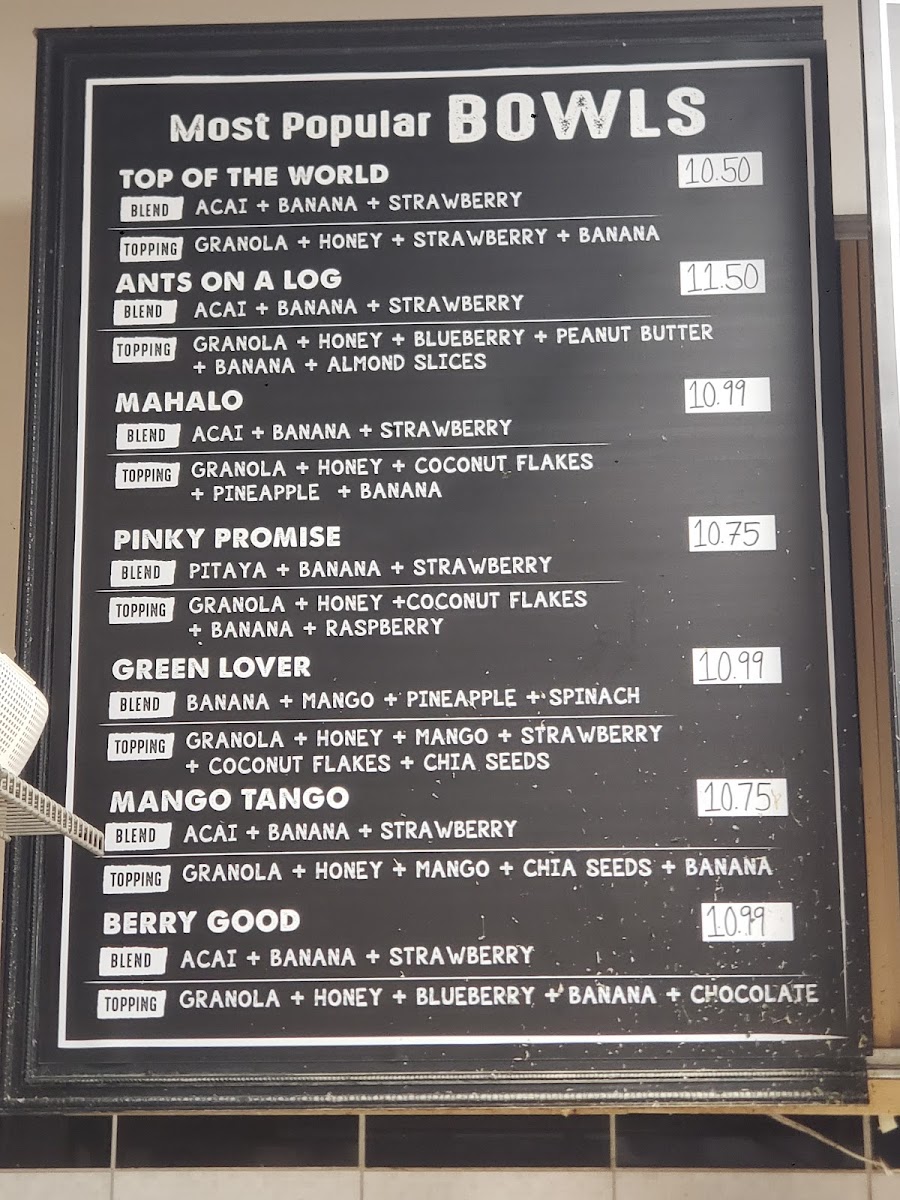 Most Popular BOWLS
TOP OF THE WORLD 10.50
BLEND ACAI + BANANA + STRAWBERRY
TOPPING GRANOLA + HONEY + STRAWBERRY + BANANA
ANTS ON A LOG 11.50
BLEND ACAI + BANANA + STRAWBERRY
TOPPING GRANOLA + HONEY + BLUEBERRY + PEANUT BUTTER
+ BANANA + ALMOND SLICES
MAHALO 10.99
BLEND ACAI + BANANA + STRAWBERRY
TOPPING GRANOLA + HONEY + COCONUT FLAKES
+ PINEAPPLE + BANANA
PINKY PROMISE 10.75
BLEND PITAYA + BANANA + STRAWBERRY
TOPPING GRANOLA + HONEY +COCONUT FLAKES
+ BANANA + RASPBERRY
GREEN LOVER 10.99
BLEND BANANA + MANGO + PINEAPPLE + SPINACH
TOPPING GRANOLA + HONEY + MANGO + STRAWBERRY
+ COCONUT FLAKES + CHIA SEEDS
MANGO TANGO 10.75
BLEND ACAI + BANANA + STRAWBERRY
TOPPING GRANOLA + HONEY + MANGO + CHIA SEEDS + BANANA
BERRY GOOD 10.99
BLEND ACAI + BANANA + STRAWBERRY
TOPPING GRANOLA + HONEY + BLUEBERRY + BANANA + CHOCOLATE